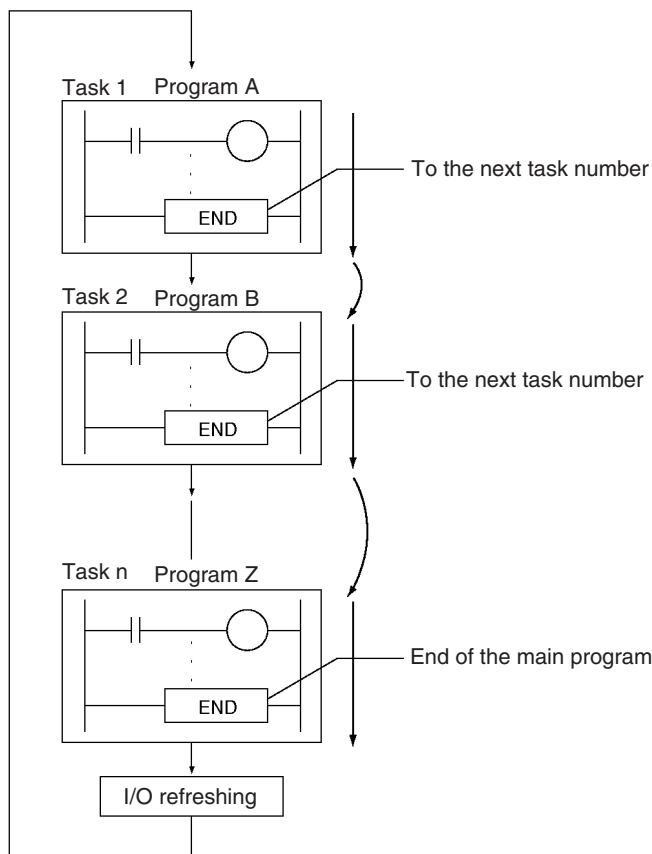 Task 1 Program A
END
To the next task number
Task 2 Program B
END
To the next task number
Task n Program Z
END
End of the main program
I/O refreshing